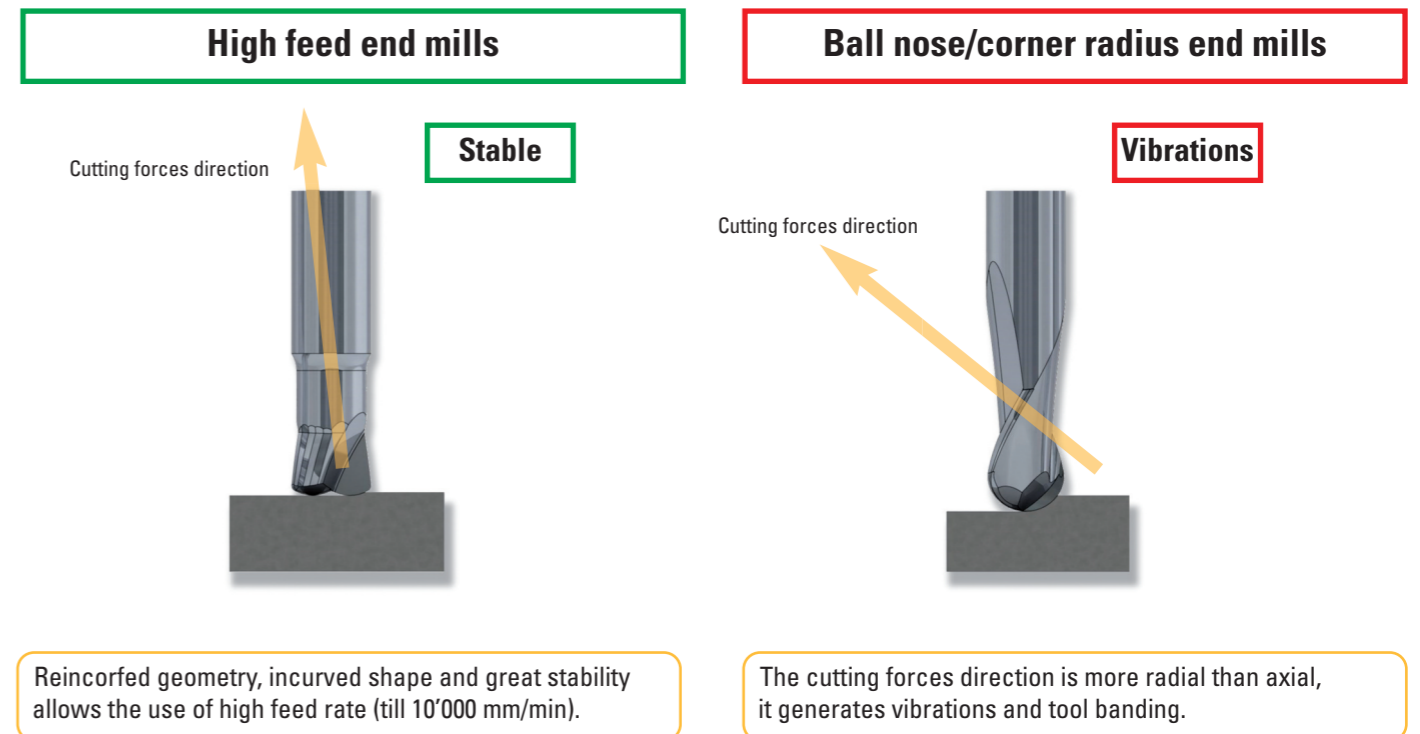 High feed end mills
Stable
Cutting forces direction
Reincorfed geometry, incurved shape and great stability
allows the use of high feed rate (till 10’000 mm/min).
Ball nose/corner radius end mills
Vibrations
Cutting forces direction
The cutting forces direction is more radial than axial,
it generates vibrations and tool banding.